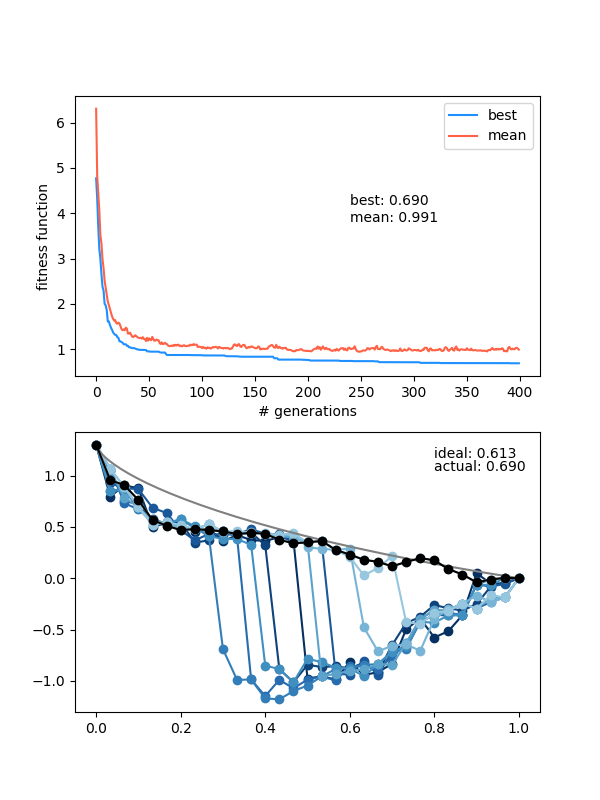 6
5
4
3
2
1
fitness function
best
mean
best: 0.690
mean: 0.991
0 50 100 150 200 250 300 350 400
# generations
1.0
0.5
0.0
−0.5
−1.0
ideal: 0.613
actual: 0.690
0.0 0.2 0.4 0.6 0.8 1.0